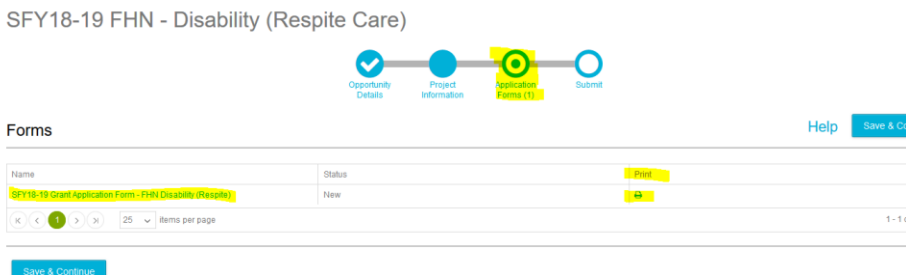 SFY18-19 FHN - Disability (Respite Care)
Opportunity Details
Project Information
Application Forms (1)
Submit
Forms
Help
Save & Co
Name Status Print
SFY18-19 Grant Application Form - FHN Disability (Respite) New
1 25 items per page 1 - 1 o
Save & Continue